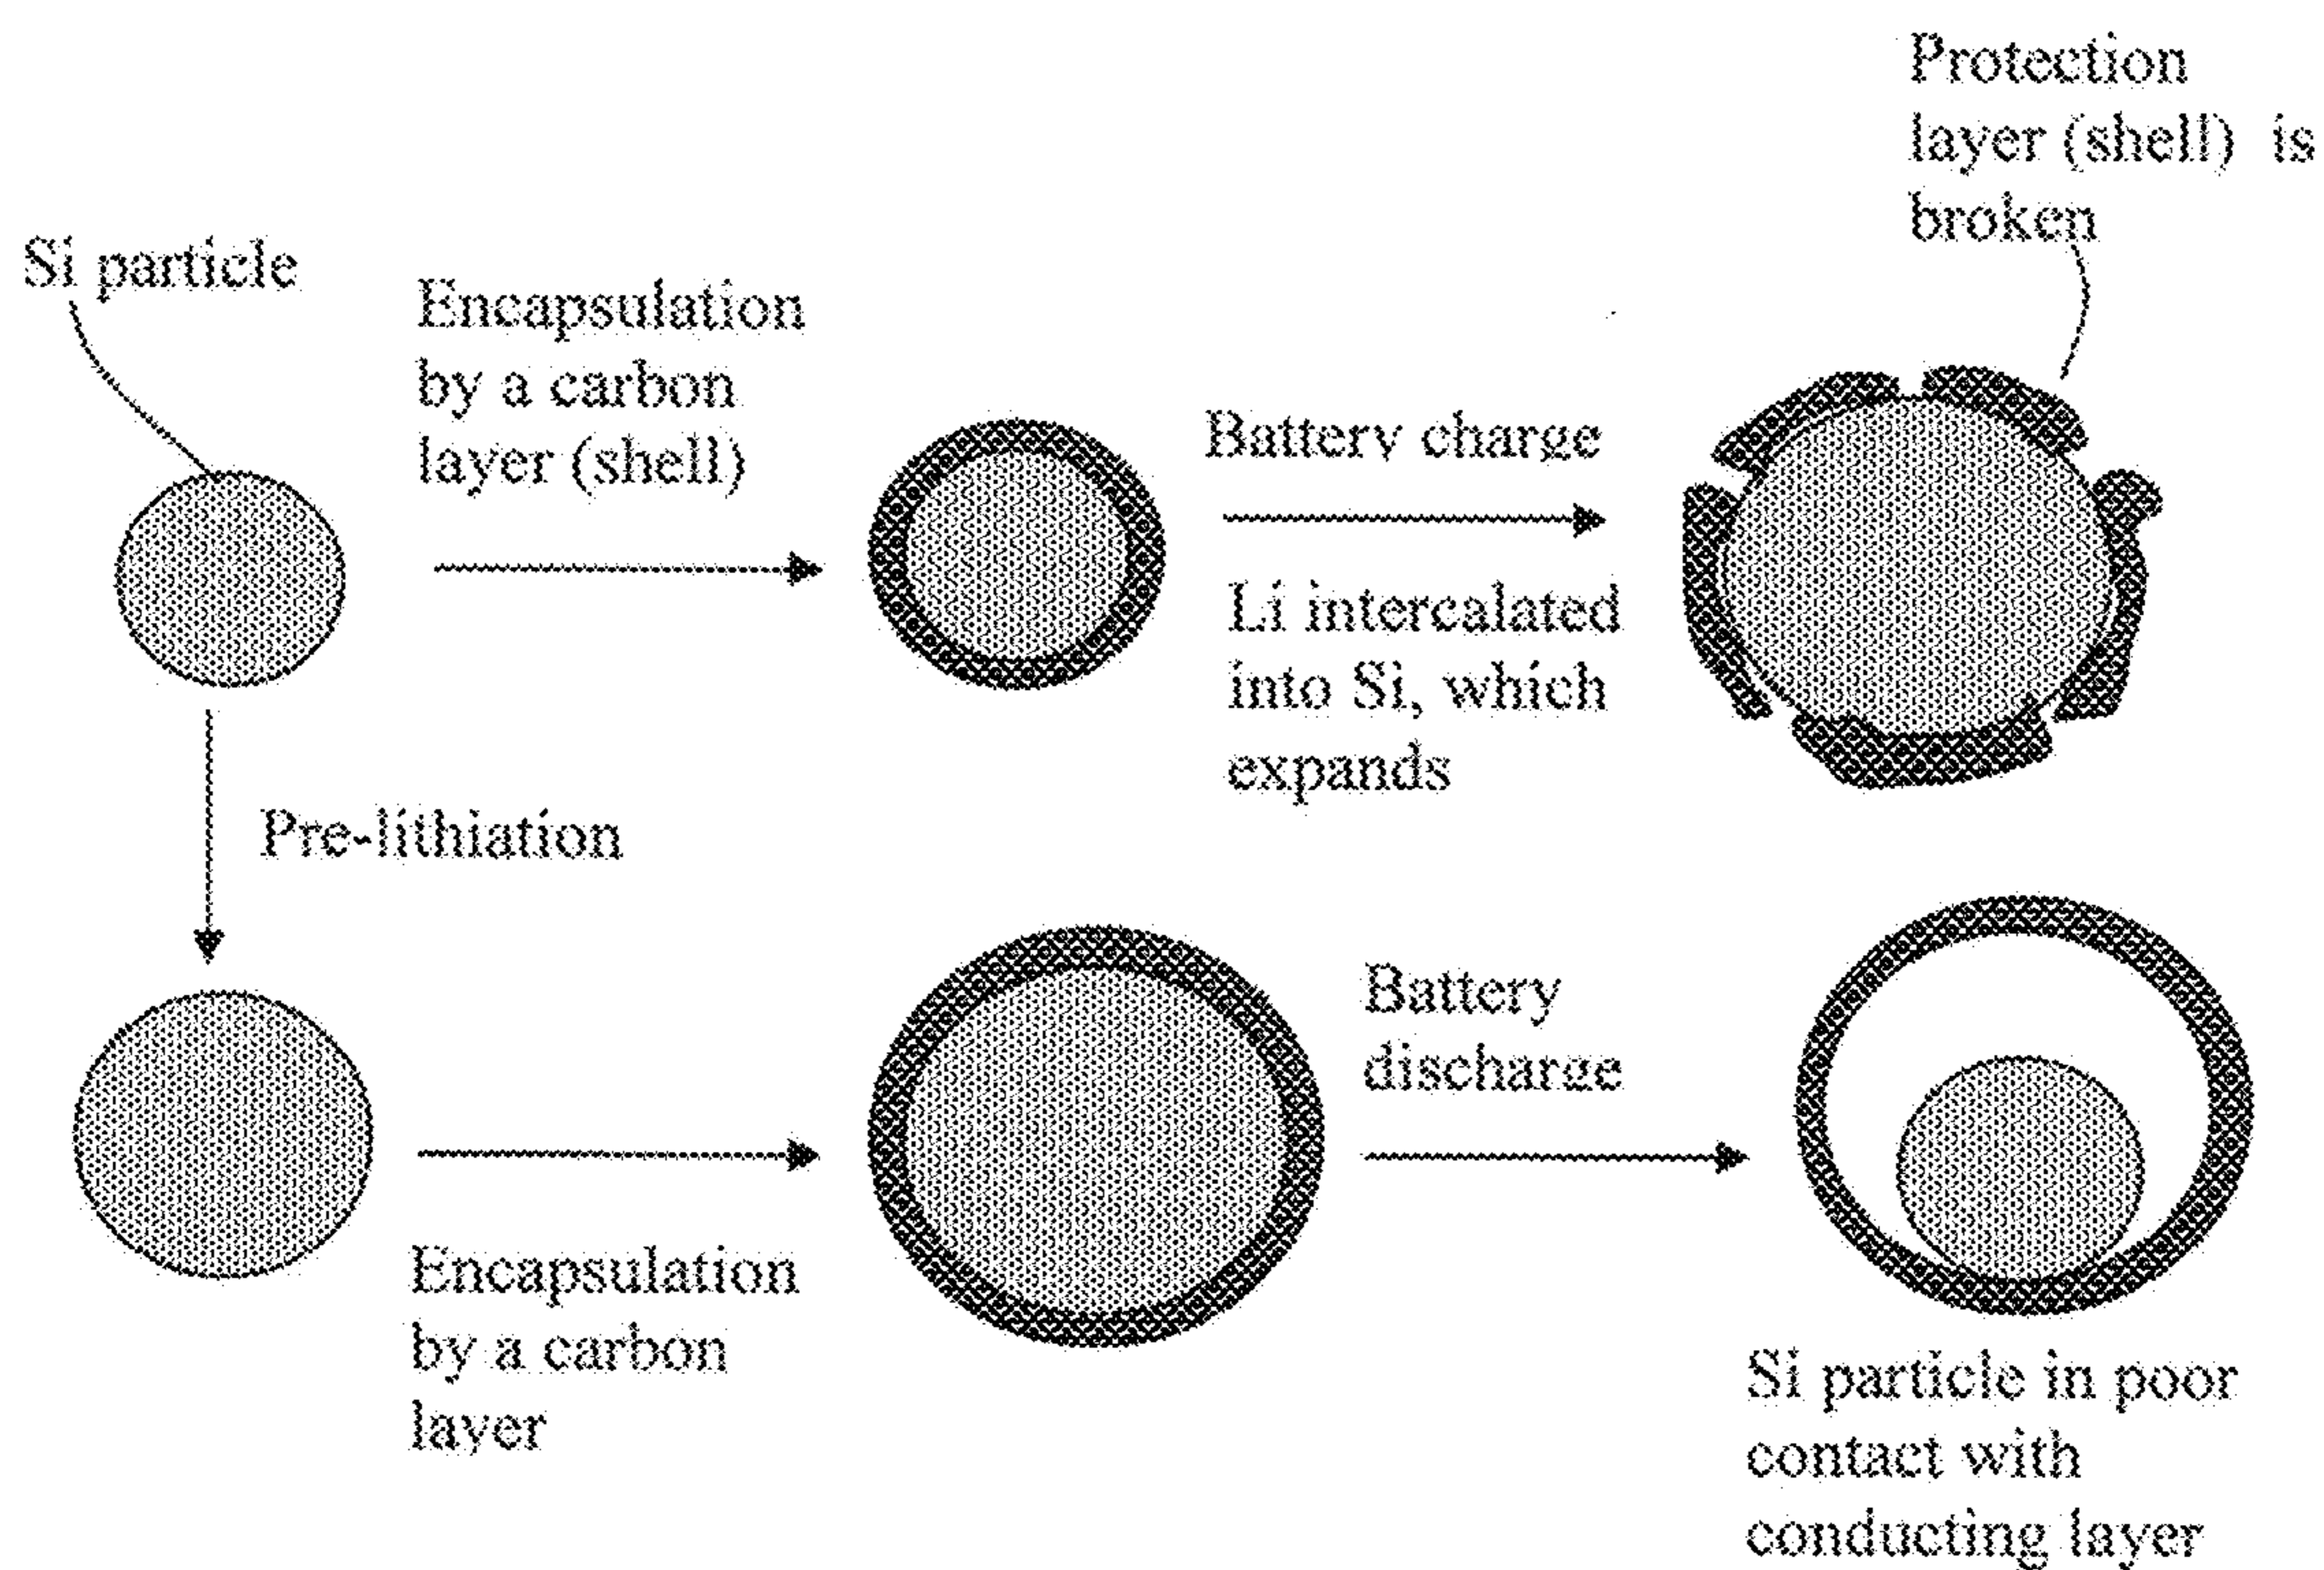 Protection
layer (shell) is
broken
Si particle
Encapsulation
by a carbon
layer (shell)
Battery charge
Li intercalated
into Si, which
expands
Pre-lithiation
Battery
discharge
Encapsulation
by a carbon
layer
Si particle in poor
contact with
conducting layer